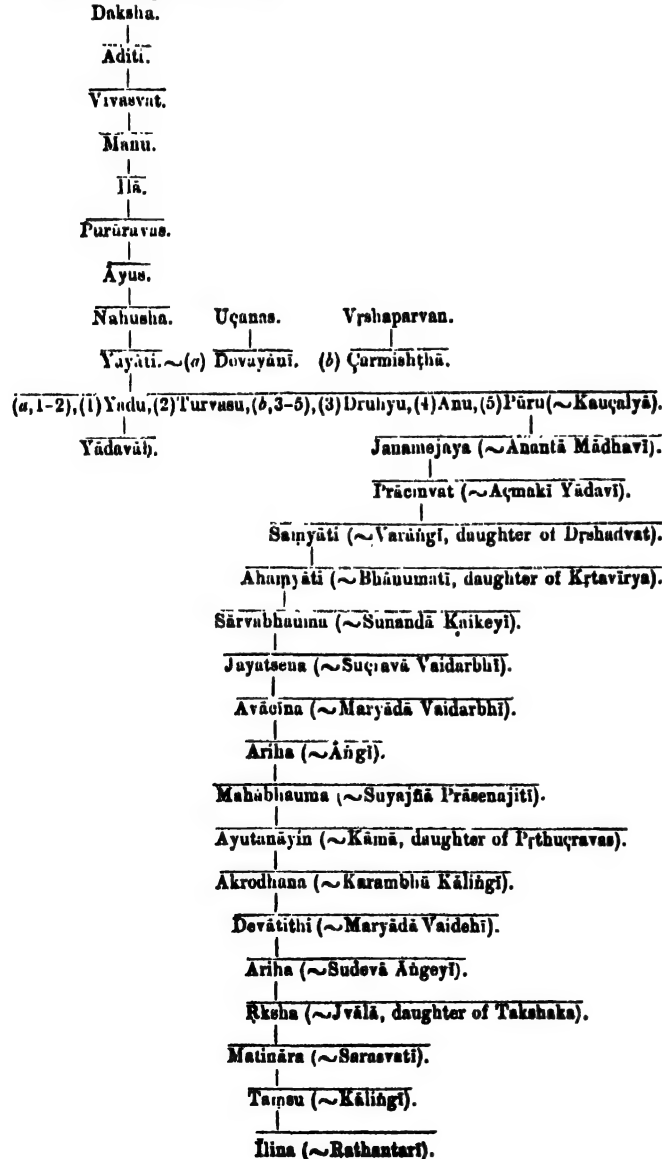 Daksha.
Aditi.
Vivasvat.
Manu.
Ilā.
Purūravas.
Āyus.
Nahusha. Uçanas. Vṛshaparvan.
Yayāti. ~(a) Devayānī. (b) Çarmishṭhā.
(a, 1-2), (1) Yadu, (2) Turvasu, (b, 3-5), (3) Druhyu, (4) Anu, (5) Pūru (~Kauçalyā).
Yādavāḥ. Janamejaya (~Anantā Mādhavī).
Prācinvat (~Açmakī Yādavī).
Saṃyāti (~Varāṅgī, daughter of Dṛshadvat).
Ahaṃyāti (~Bhānumatī, daughter of Kṛtavīrya).
Sārvabhauma (~Sunandā Kaikeyī).
Jayatsena (~Suçravā Vaidarbhī).
Avācīna (~Maryādā Vaidarbhī).
Ariha (~Āṅgī).
Mahābhauma (~Suyajñā Prāsenajitī).
Ayutanāyin (~Kāmā, daughter of Pṛthuçravas).
Akrodhana (~Karambhū Kāliṅgī).
Devātithi (~Maryādā Vaidehī).
Ariha (~Sudevā Āṅgeyī).
Ṛksha (~Jvālā, daughter of Takshaka).
Matināra (~Sarasvatī).
Taṃsu (~Kāliṅgī).
Īlina (~Rathantarī).